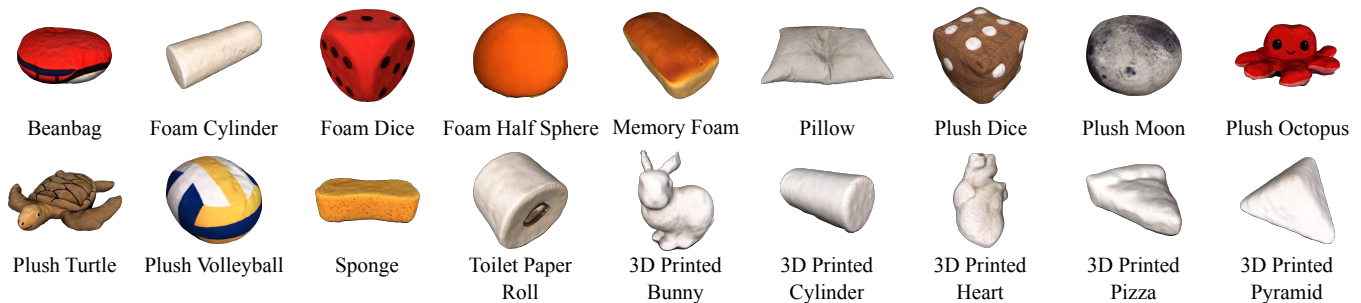 Beanbag
Foam Cylinder
Foam Dice
Foam Half Sphere
Memory Foam
Pillow
Plush Dice
Plush Moon
Plush Octopus
Plush Turtle
Plush Volleyball
Sponge
Toilet Paper
Roll
3D Printed
Bunny
3D Printed
Cylinder
3D Printed
Heart
3D Printed
Pizza
3D Printed
Pyramid